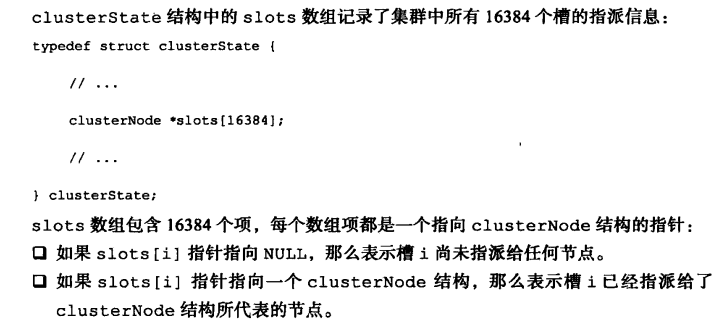 clusterState 结构中的 slots 数组记录了集群中所有 16384 个槽的指派信息：
typedef struct clusterState {
// ...
clusterNode *slots[16384];
// ...
} clusterState;
slots 数组包含 16384 个项，每个数组项都是一个指向 clusterNode 结构的指针：
❑ 如果 slots[i] 指针指向 NULL，那么表示槽 i 尚未指派给任何节点。
❑ 如果 slots[i] 指针指向一个 clusterNode 结构，那么表示槽 i 已经指派给了
clusterNode 结构所代表的节点。